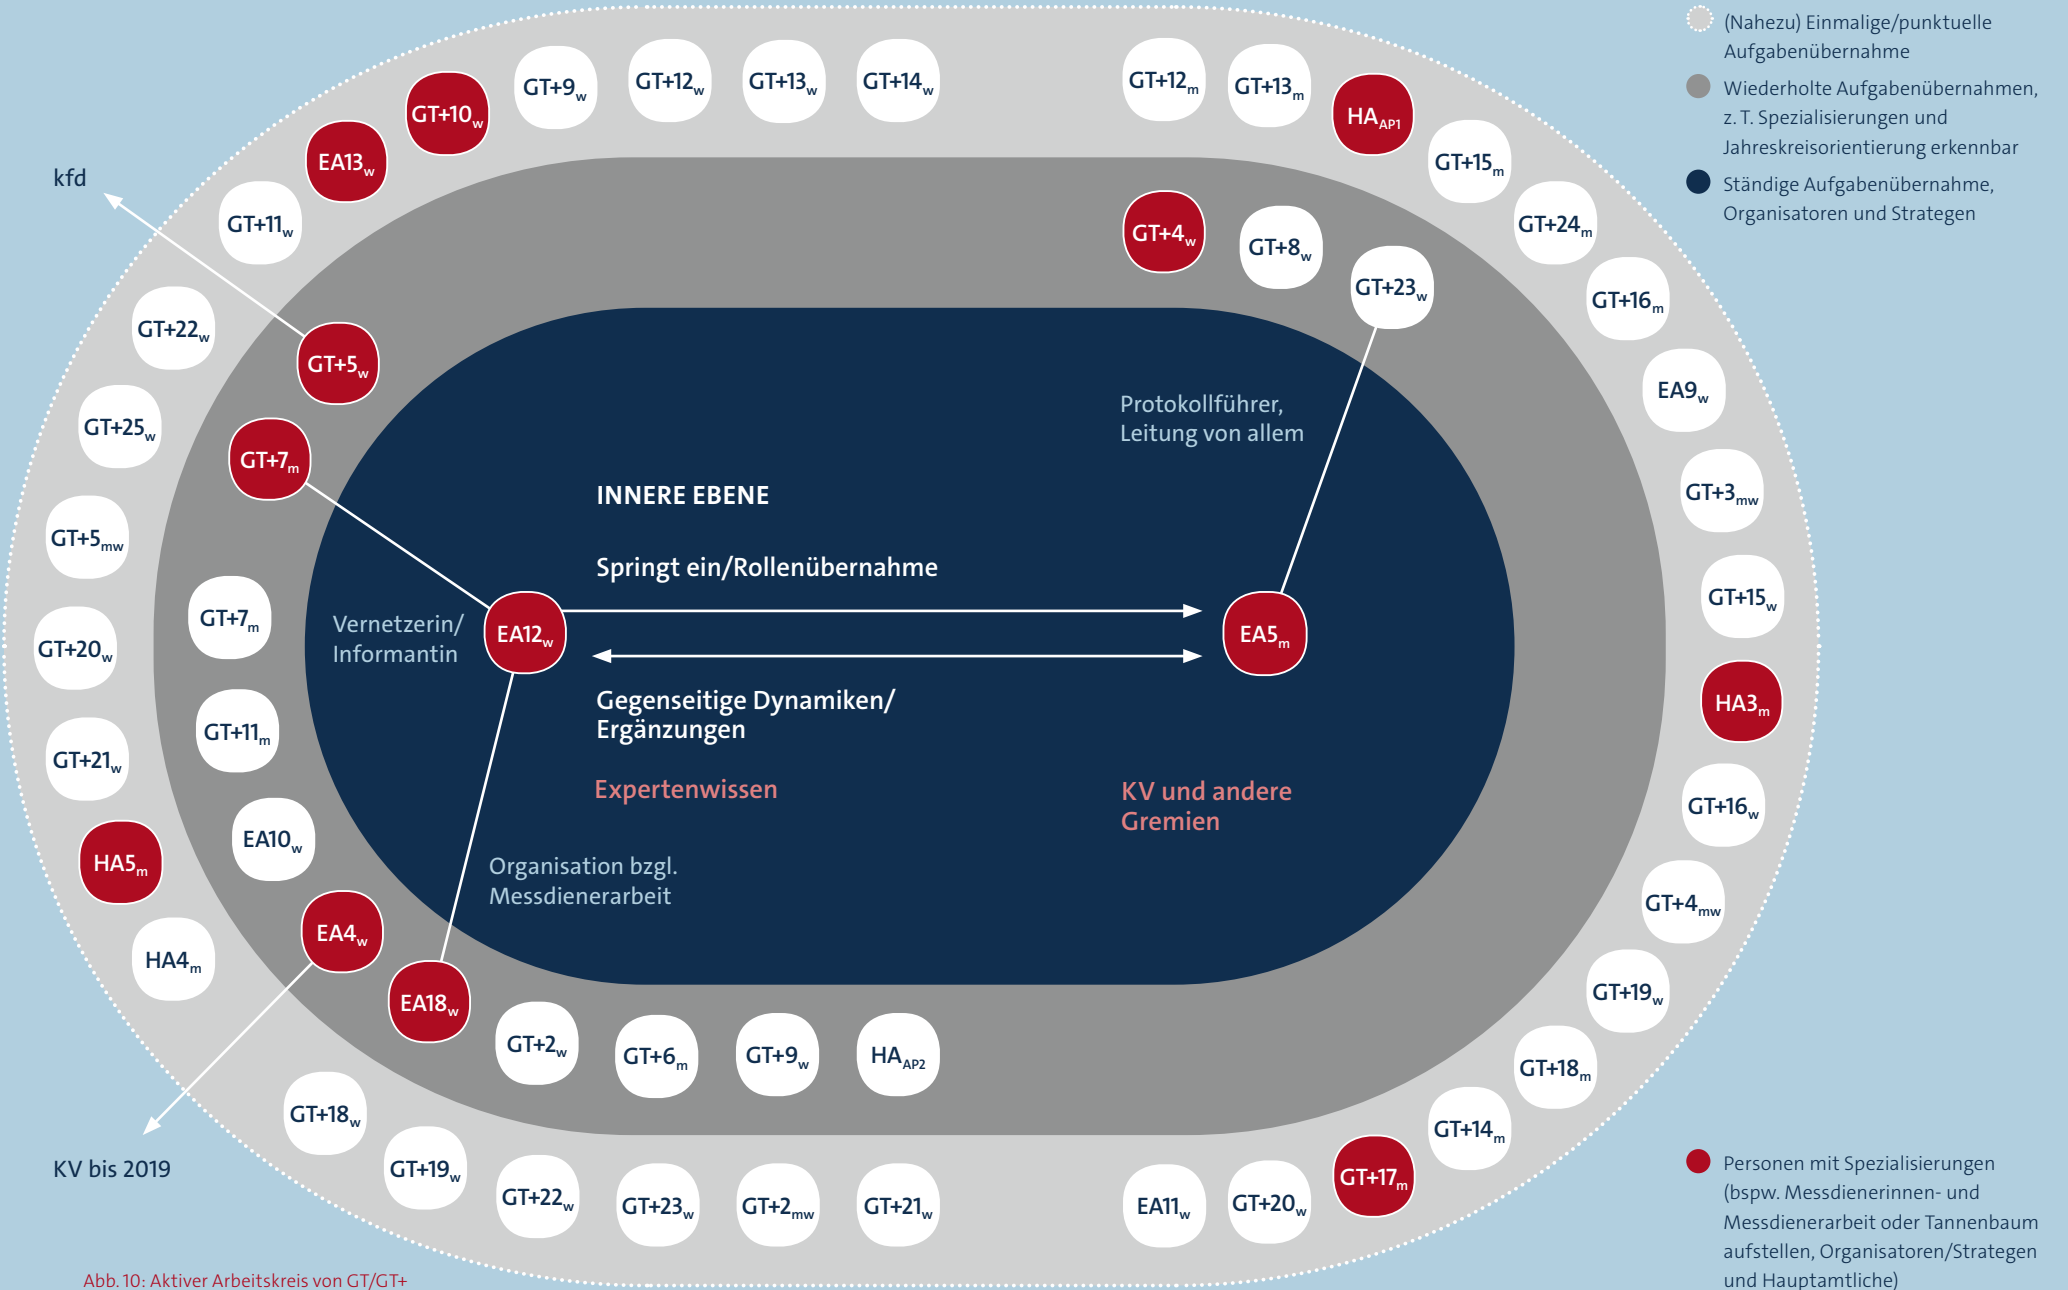 (Nahezu) Einmalige/punktuelle
Aufgabenübernahme
Wiederholte Aufgabenübernahmen,
z. T. Spezialisierungen und
Jahreskreisorientierung erkennbar
Ständige Aufgabenübernahme,
Organisatoren und Strategen
GT+9w
GT+12w
GT+13w
GT+14w
GT+12m
GT+13m
HAAP1
GT+10w
EA13w
GT+15m
kfd
GT+11w
GT+24m
GT+4w
GT+8w
GT+23w
GT+16m
GT+22w
GT+5w
EA9w
GT+25w
GT+7m
Protokollführer,
Leitung von allem
INNERE EBENE
GT+3mw
GT+5mw
Springt ein/Rollenübernahme
GT+15w
GT+7m
Vernetzerin/
Informantin
EA12w
EA5m
GT+20w
Gegenseitige Dynamiken/
Ergänzungen
HA3m
GT+11m
GT+21w
Expertenwissen
KV und andere
Gremien
GT+16w
EA10w
HA5m
Organisation bzgl.
Messdienerarbeit
GT+4mw
EA4w
HA4m
GT+19w
EA18w
GT+2w
GT+6m
GT+9w
HAAP2
GT+18m
GT+18w
GT+14m
KV bis 2019
GT+19w
GT+22w
GT+23w
GT+2mw
GT+21w
EA11w
GT+20w
GT+17m
Personen mit Spezialisierungen
(bspw. Messdienerinnen- und
Messdienerarbeit oder Tannenbaum
aufstellen, Organisatoren/Strategen
und Hauptamtliche)
Abb. 10: Aktiver Arbeitskreis von GT/GT+